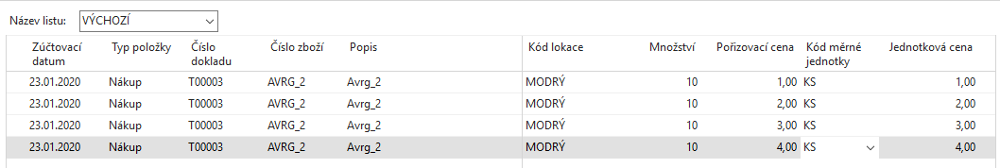 Název listu: VÝCHOZÍ
Zúčtovací datum Typ položky Číslo dokladu Číslo zboží Popis Kód lokace Množství Pořizovací cena Kód měrné jednotky Jednotková cena
23.01.2020 Nákup T00003 AVRG_2 Avrg_2 MODRÝ 10 1,00 KS 1,00
23.01.2020 Nákup T00003 AVRG_2 Avrg_2 MODRÝ 10 2,00 KS 2,00
23.01.2020 Nákup T00003 AVRG_2 Avrg_2 MODRÝ 10 3,00 KS 3,00
23.01.2020 Nákup T00003 AVRG_2 Avrg_2 MODRÝ 10 4,00 KS 4,00